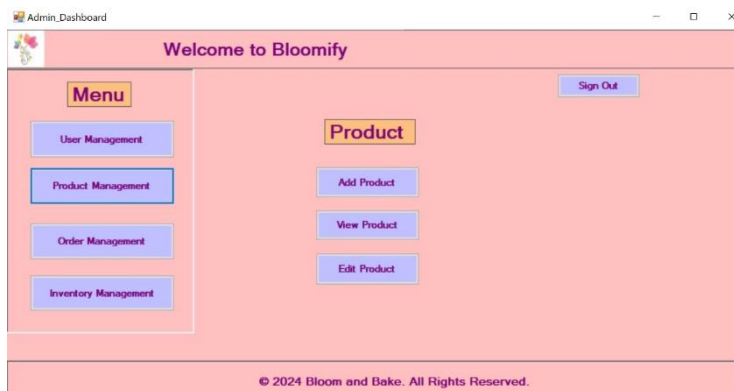 Admin_Dashboard
Welcome to Bloomify
Sign Out
Menu
User Management
Product Management
Order Management
Inventory Management
Product
Add Product
View Product
Edit Product
© 2024 Bloom and Bake. All Rights Reserved.